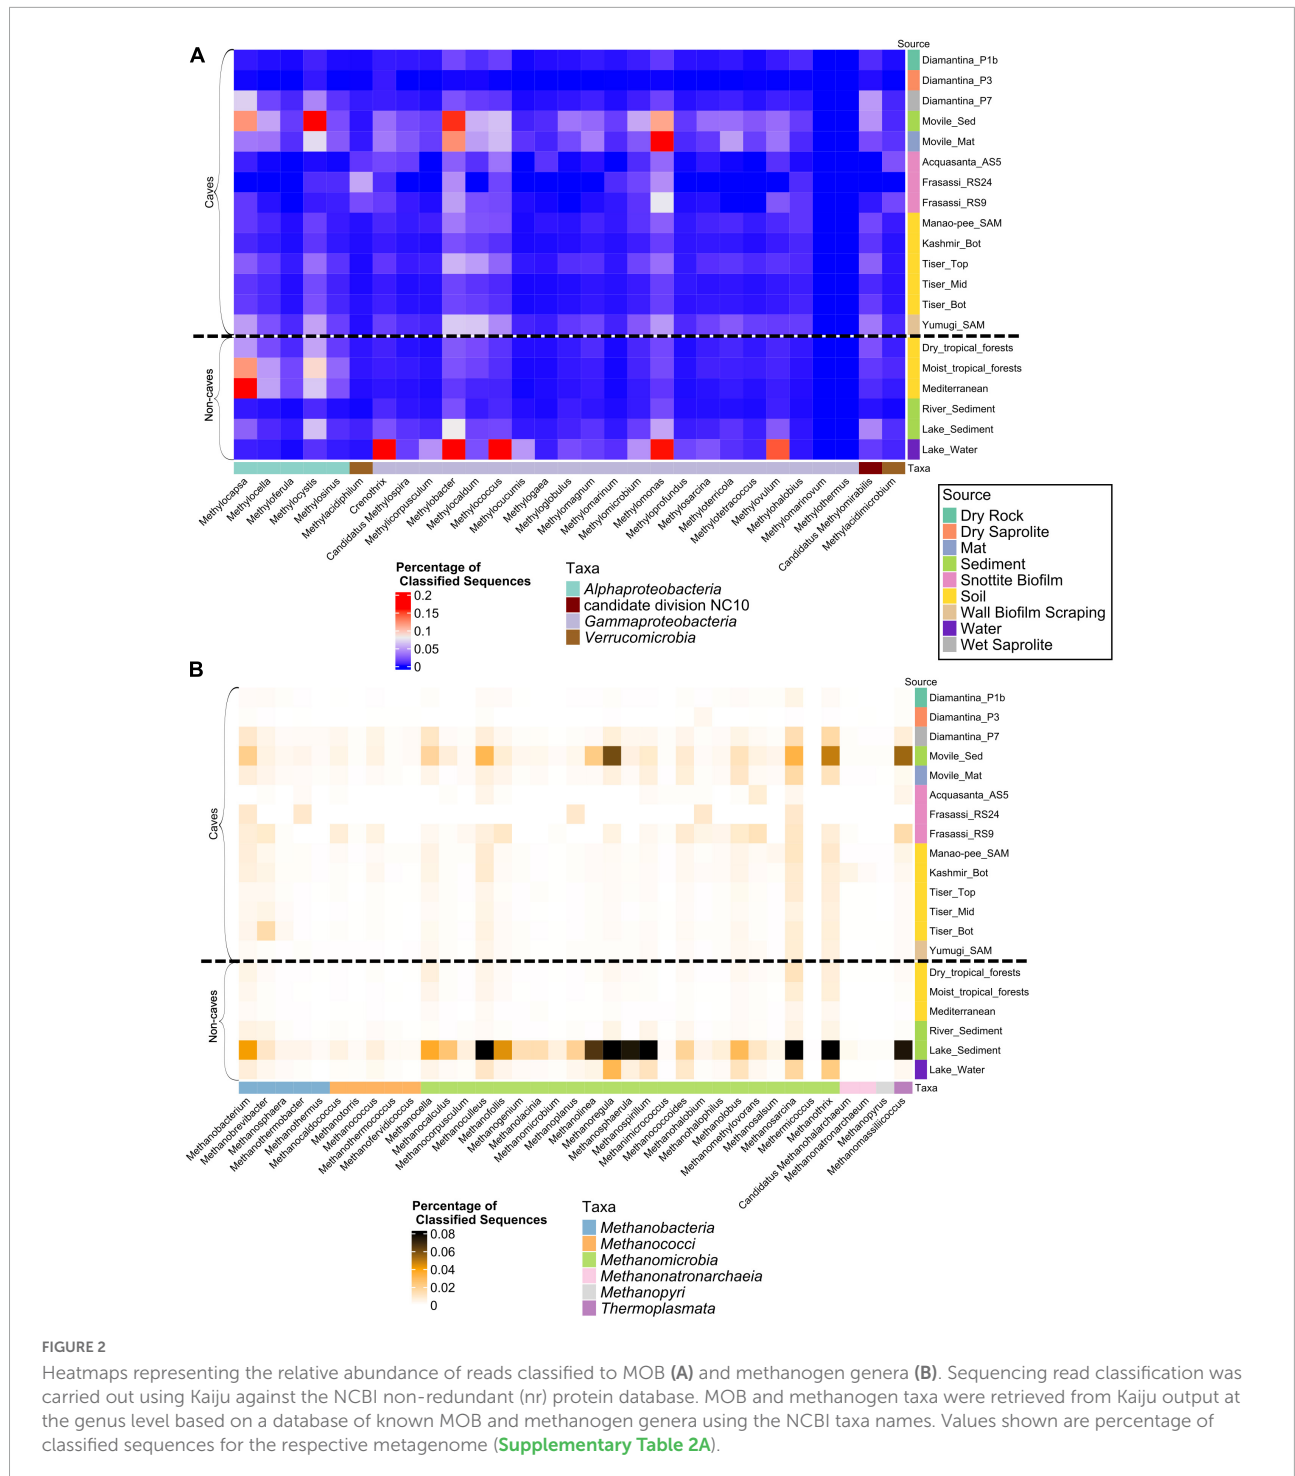 A
Source
Diamantina_P1b
Diamantina_P3
Diamantina_P7
Movile_Sed
Movile_Mat
Acquasanta_AS5
Frasassi_RS24
Frasassi_RS9
Manao-pee_SAM
Kashmir_Bot
Tiser_Top
Tiser_Mid
Tiser_Bot
Yumugi_SAM
Dry_tropical_forests
Moist_tropical_forests
Mediterranean
River_Sediment
Lake_Sediment
Lake_Water
Taxa
Caves
Non-caves
Methylocapsa
Methylocella
Methyloferula
Methylocystis
Methylosinus
Methylacidiphilum
Crenothrix
Candidatus Methylospira
Methylicorpusculum
Methylobacter
Methylocaldum
Methylococcus
Methylocucumis
Methylogaea
Methyloglobulus
Methylomagnum
Methylomarinum
Methylomicrobium
Methylomonas
Methyloprofundus
Methylosarcina
Methyloterricola
Methylotetracoccus
Methylovulum
Methylohalobius
Methylomarinovum
Methylothermus
Candidatus Methylomirabilis
Methylacidimicrobium
Percentage of
Classified Sequences
0.2
0.15
0.1
0.05
0
Taxa
Alphaproteobacteria
candidate division NC10
Gammaproteobacteria
Verrucomicrobia
Source
Dry Rock
Dry Saprolite
Mat
Sediment
Snottite Biofilm
Soil
Wall Biofilm Scraping
Water
Wet Saprolite
B
Source
Diamantina_P1b
Diamantina_P3
Diamantina_P7
Movile_Sed
Movile_Mat
Acquasanta_AS5
Frasassi_RS24
Frasassi_RS9
Manao-pee_SAM
Kashmir_Bot
Tiser_Top
Tiser_Mid
Tiser_Bot
Yumugi_SAM
Dry_tropical_forests
Moist_tropical_forests
Mediterranean
River_Sediment
Lake_Sediment
Lake_Water
Taxa
Caves
Non-caves
Methanobacterium
Methanobrevibacter
Methanosphaera
Methanothermobacter
Methanothermus
Methanocaldococcus
Methanotorris
Methanococcus
Methanothermococcus
Methanofervidicoccus
Methanocella
Methanocalculus
Methanocorpusculum
Methanoculleus
Methanofollis
Methanogenium
Methanolacinia
Methanomicrobium
Methanoplanus
Methanolinea
Methanoregula
Methanosphaerula
Methanospirillum
Methanimicrococcus
Methanococcoides
Methanohalobium
Methanohalophilus
Methanolobus
Methanomethylovorans
Methanosalsum
Methanosarcina
Methermicoccus
Methanothrix
Candidatus Methanohalarchaeum
Methanonatronarchaeum
Methanopyrus
Methanomassiliicoccus
Percentage of
Classified Sequences
0.08
0.06
0.04
0.02
0
Taxa
Methanobacteria
Methanococci
Methanomicrobia
Methanonatronarchaeia
Methanopyri
Thermoplasmata
FIGURE 2
Heatmaps representing the relative abundance of reads classified to MOB (A) and methanogen genera (B). Sequencing read classification was
carried out using Kaiju against the NCBI non-redundant (nr) protein database. MOB and methanogen taxa were retrieved from Kaiju output at
the genus level based on a database of known MOB and methanogen genera using the NCBI taxa names. Values shown are percentage of
classified sequences for the respective metagenome (Supplementary Table 2A).